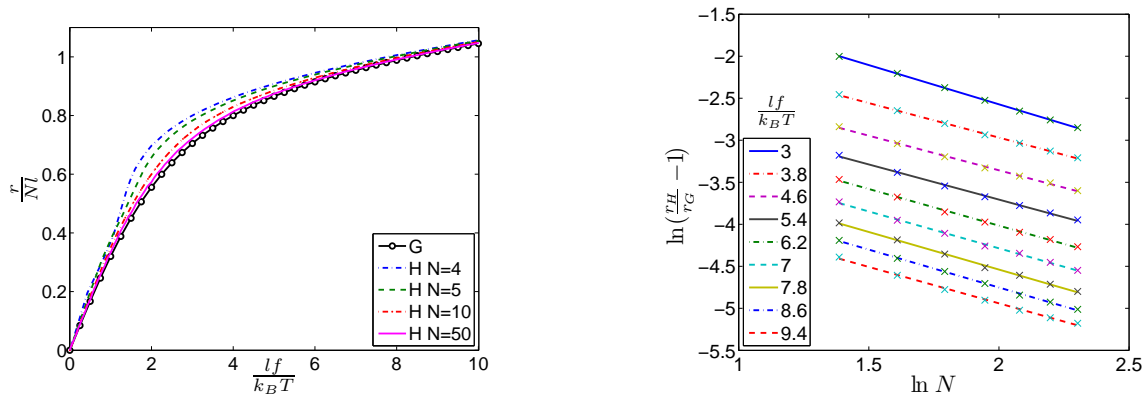 1
0.8
0.6
0.4
0.2
0
r/Nl
0 2 4 6 8 10
lf/k_BT
G
H N=4
H N=5
H N=10
H N=50
−1.5
−2
−2.5
−3
−3.5
−4
−4.5
−5
−5.5
ln(r_H/r_G −1)
lf/k_BT
3
3.8
4.6
5.4
6.2
7
7.8
8.6
9.4
1 1.5 2 2.5
ln N